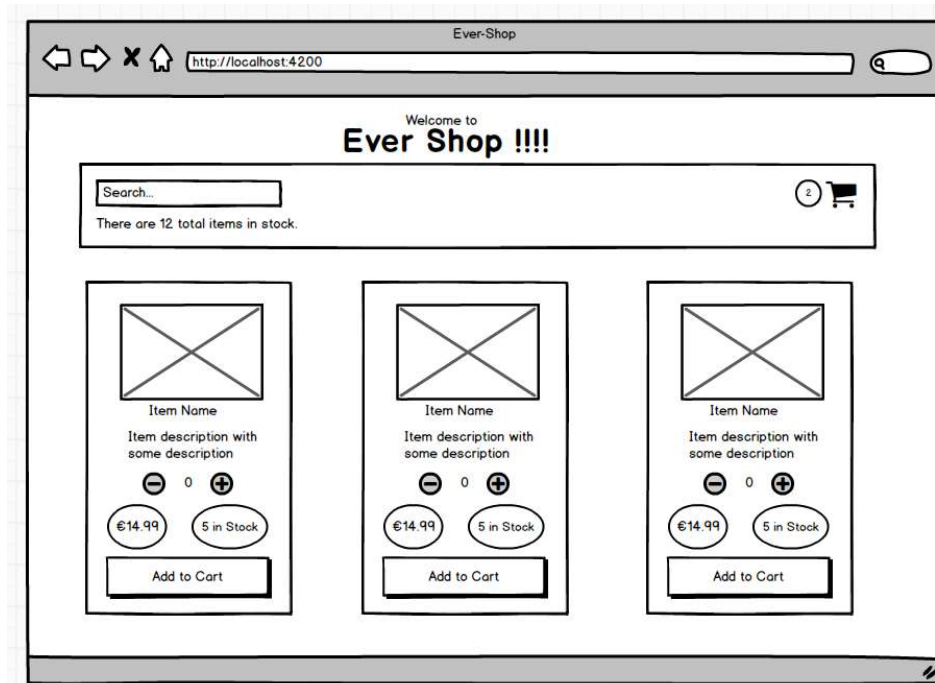 Ever-Shop
http://localhost:4200
Welcome to
Ever Shop !!!!
Search...
2
There are 12 total items in stock.
Item Name
Item description with
some description
0
€14.99
5 in Stock
Add to Cart
Item Name
Item description with
some description
0
€14.99
5 in Stock
Add to Cart
Item Name
Item description with
some description
0
€14.99
5 in Stock
Add to Cart